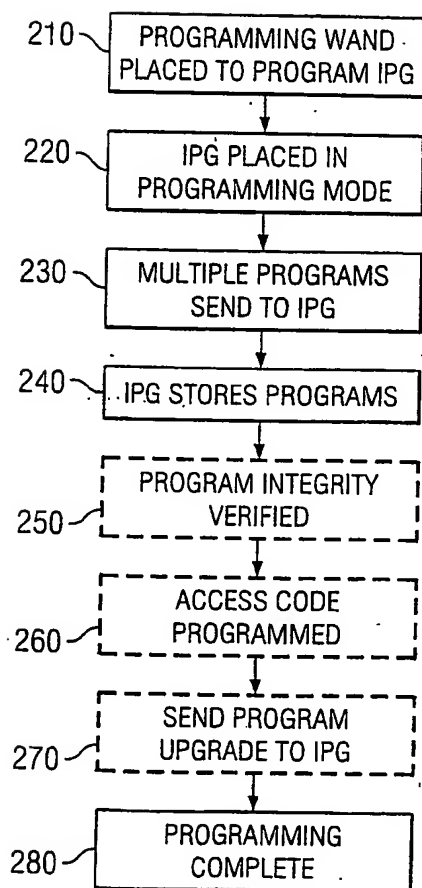 210
PROGRAMMING WAND
PLACED TO PROGRAM IPG
220
IPG PLACED IN
PROGRAMMING MODE
230
MULTIPLE PROGRAMS
SEND TO IPG
240
IPG STORES PROGRAMS
250
PROGRAM INTEGRITY
VERIFIED
260
ACCESS CODE
PROGRAMMED
270
SEND PROGRAM
UPGRADE TO IPG
280
PROGRAMMING
COMPLETE